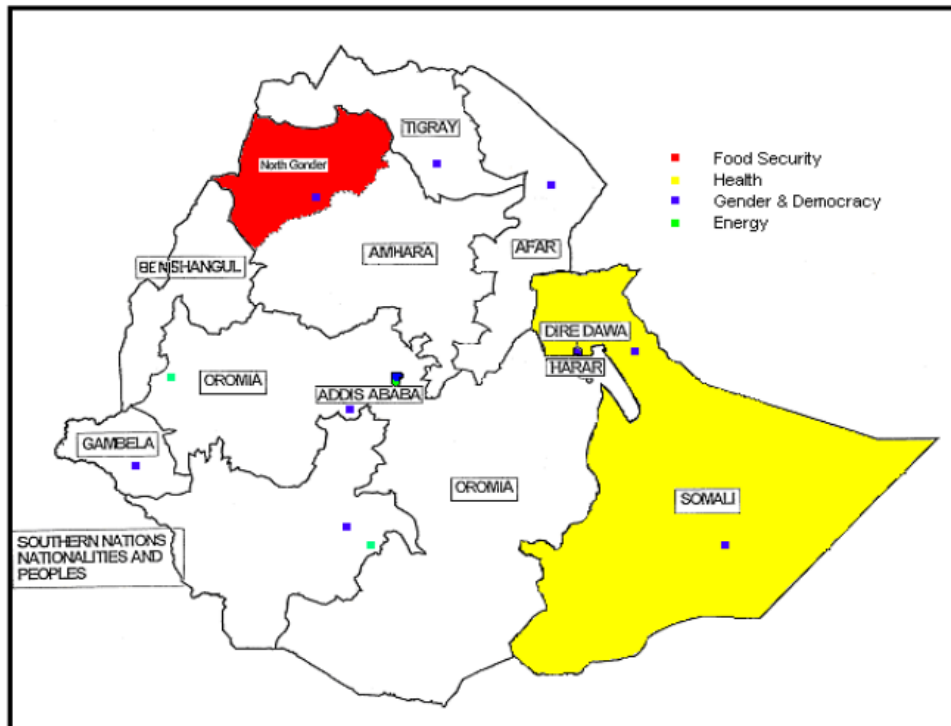 TIGRAY
North Gonder
Food Security
Health
Gender & Democracy
Energy
AMHARA
AFAR
BENISHANGUL
DIRE DAWA
HARAR
OROMIA
ADDIS ABABA
GAMBELA
OROMIA
SOMALI
SOUTHERN NATIONS
NATIONALITIES AND
PEOPLES